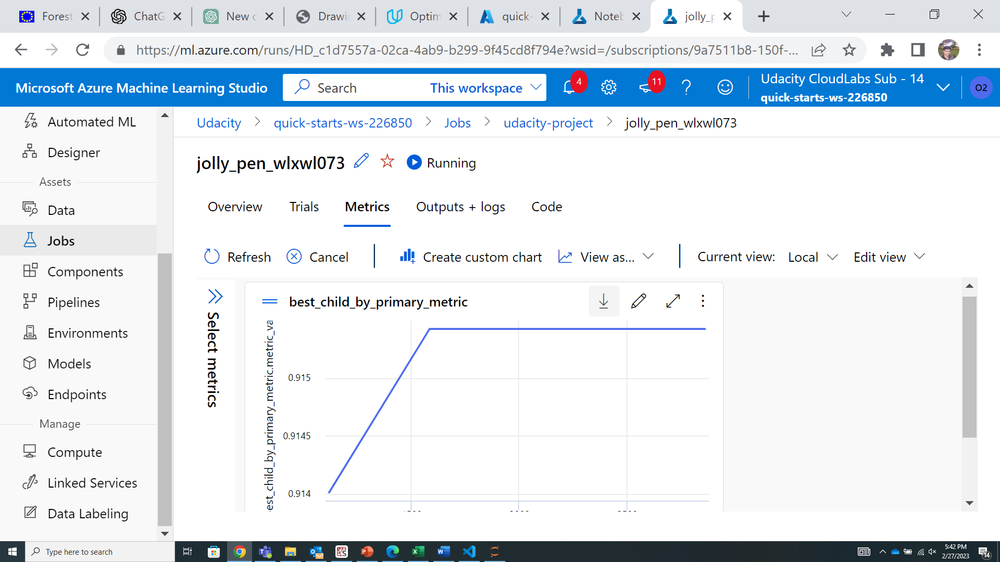 Forest
ChatG
New c
Drawi
Optim
quick-
Noteb
jolly_p
https://ml.azure.com/runs/HD_c1d7557a-02ca-4ab9-b299-9f45cd8f794e?wsid=/subscriptions/9a7511b8-150f-...
Microsoft Azure Machine Learning Studio
Search
This workspace
4
11
Udacity CloudLabs Sub - 14
quick-starts-ws-226850
O2
Automated ML
Designer
Assets
Data
Jobs
Components
Pipelines
Environments
Models
Endpoints
Manage
Compute
Linked Services
Data Labeling
Udacity > quick-starts-ws-226850 > Jobs > udacity-project > jolly_pen_wlxwl073
jolly_pen_wlxwl073
Running
Overview
Trials
Metrics
Outputs + logs
Code
Refresh
Cancel
Create custom chart
View as...
Current view:
Local
Edit view
Select metrics
best_child_by_primary_metric
est_child_by_primary_metric.metric_va
0.915
0.9145
0.914
Type here to search
5:42 PM
2/27/2023
14